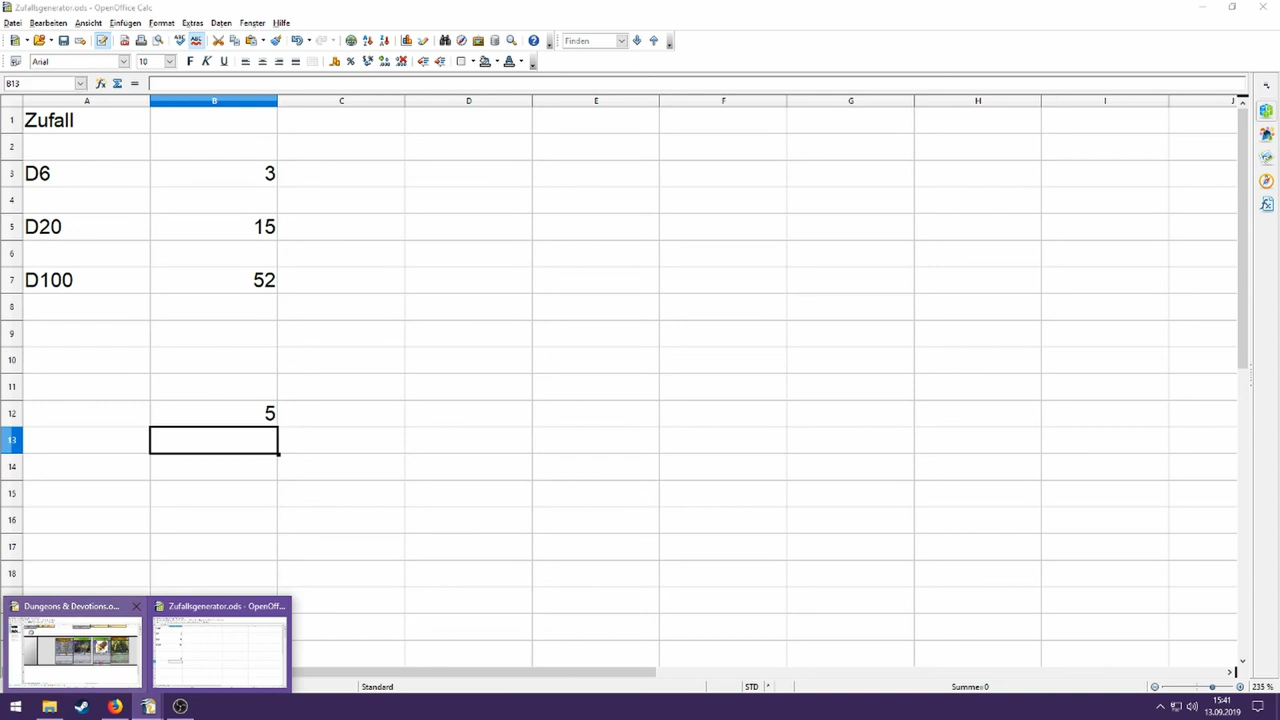 Zufallsgenerator.ods - OpenOffice Calc
Datei Bearbeiten Ansicht Einfügen Format Extras Daten Fenster Hilfe
Finden
Arial 10 F K U
B13
A B C D E F G H I J
1 Zufall
2
3 D6 3
4
5 D20 15
6
7 D100 52
8
9
10
11
12 5
13
14
15
16
17
18
Dungeons & Devotions.o... Zufallsgenerator.ods - OpenOff...
Standard STD * Summe=0 235 %
15:41
13.09.2019